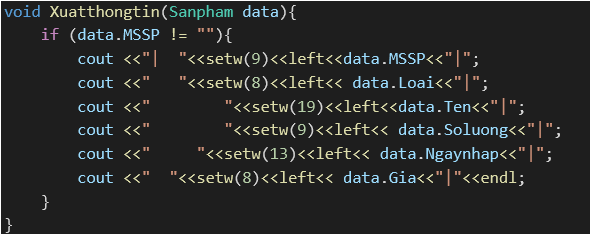 void Xuatthongtin(Sanpham data){
    if (data.MSSP != ""){
        cout <<"|  "<<setw(9)<<left<<data.MSSP<<"|";
        cout <<"   "<<setw(8)<<left<< data.Loai<<"|";
        cout <<"          "<<setw(19)<<left<<data.Ten<<"|";
        cout <<"          "<<setw(9)<<left<< data.Soluong<<"|";
        cout <<"      "<<setw(13)<<left<< data.Ngaynhap<<"|";
        cout <<"  "<<setw(8)<<left<< data.Gia<<"|"<<endl;
    }
}